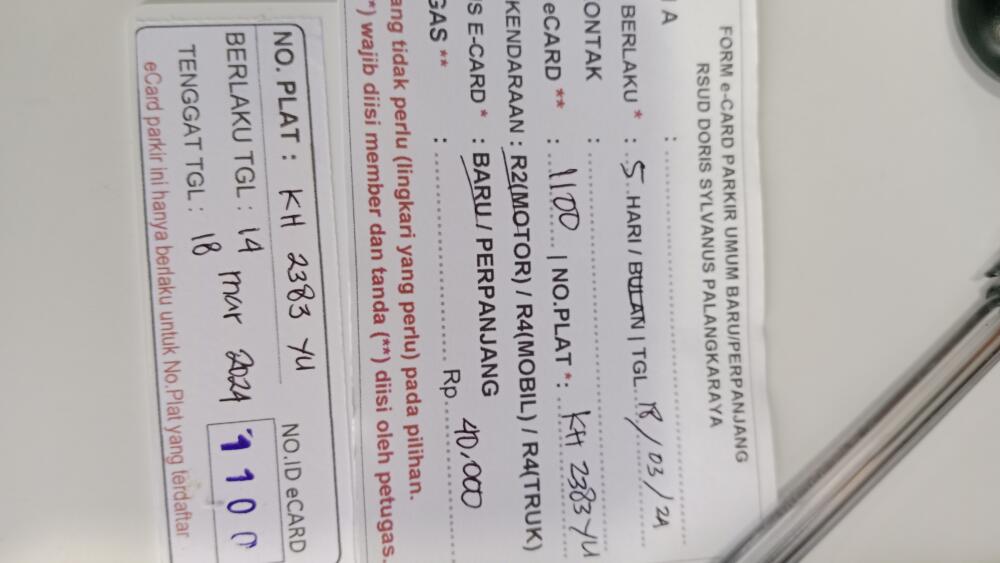 FORM e-CARD PARKIR UMUM BARU/PERPANJANG
RSUD DORIS SYLVANUS PALANGKARAYA
A :
BERLAKU * : 5 HARI / BULAN | TGL. 18/03/24
ONTAK :
eCARD ** : 1100 | NO.PLAT *: KH 2383 YU
KENDARAAN : R2(MOTOR) / R4(MOBIL) / R4(TRUK)
S E-CARD * : BARU / PERPANJANG
GAS ** : Rp. 40,000
ang tidak perlu (lingkari yang perlu) pada pilihan.
*) wajib diisi member dan tanda (**) diisi oleh petugas.
NO. PLAT : KH 2383 YU
NO.ID eCARD
BERLAKU TGL : 14 mar 2024
1100
TENGGAT TGL : 18
eCard parkir ini hanya berlaku untuk No.Plat yang terdaftar